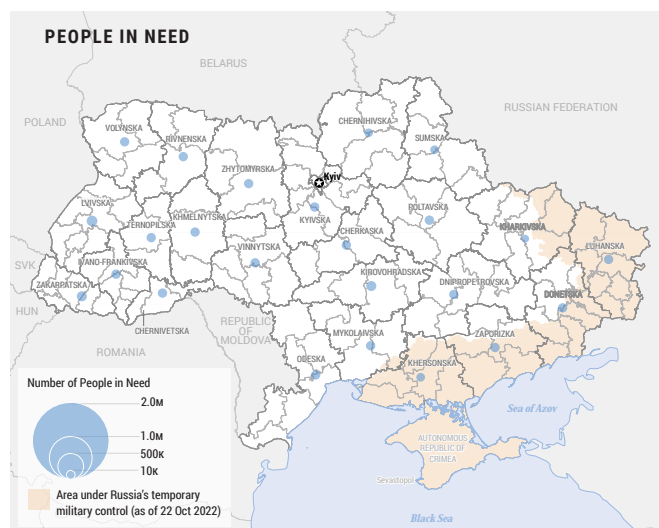 PEOPLE IN NEED
BELARUS
RUSSIAN FEDERATION
POLAND
CHERNIHIVSKA
VOLYNSKA
RIVNENSKA
SUMSKA
ZHYTOMYRSKA
Kyiv
LVIVSKA
KYIVSKA
POLTAVSKA
KHMELNYTSKA
TERNOPILSKA
KHARKIVSKA
CHERKASKA
VINNYTSKA
LUHANSKA
SVK
IVANO-FRANKIVSKA
KIROVOHRADSKA
DNIPROPETROVSKA
ZAKARPATSKA
DONETSKA
HUN
CHERNIVETSKA
REPUBLIC
OF
MOLDOVA
MYKOLAIVSKA
ZAPORIZKA
ROMANIA
ODESKA
KHERSONSKA
Number of People in Need
2.0M
1.0M
500K
10K
Sea of Azov
AUTONOMOUS
REPUBLIC OF
CRIMEA
Sevastopol
Area under Russia's temporary
military control (as of 22 Oct 2022)
Black Sea